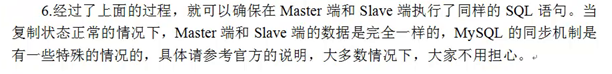 6.经过了上面的过程，就可以确保在 Master 端和 Slave 端执行了同样的 SQL 语句。当
复制状态正常的情况下，Master 端和 Slave 端的数据是完全一样的，MySQL 的同步机制是
有一些特殊的情况的，具体请参考官方的说明，大多数情况下，大家不用担心。